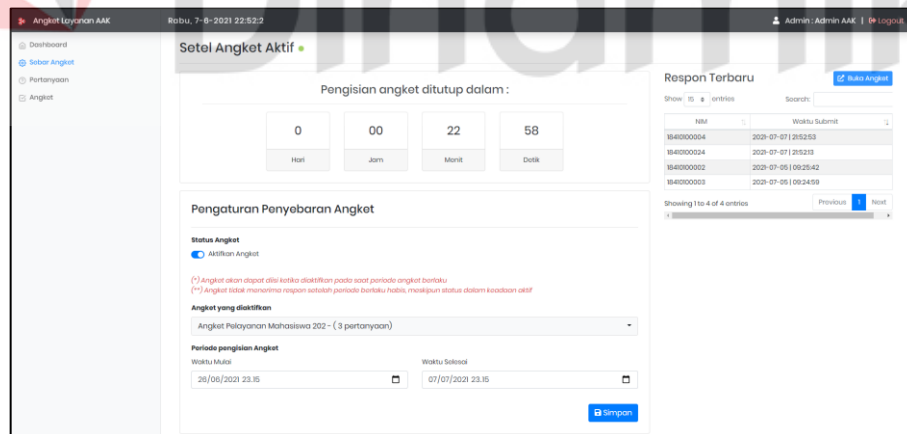 Angket Layanan AAK
Rabu, 7-6-2021 22:52:2
Admin : Admin AAK | Logout
Dashboard
Sebar Angket
Pertanyaan
Angket
Setel Angket Aktif
Pengisian angket ditutup dalam :
0 00 22 58
Hari Jam Menit Detik
Pengaturan Penyebaran Angket
Status Angket
Aktifkan Angket
(*) Angket akan dapat diisi ketika diaktifkan pada saat periode angket berlaku
(**) Angket tidak menerima respon setelah periode berlaku habis, meskipun status dalam keadaan aktif
Angket yang diaktifkan
Angket Pelayanan Mahasiswa 202 - ( 3 pertanyaan)
Periode pengisian Angket
Waktu Mulai Waktu Selesai
26/06/2021 23.15 07/07/2021 23.15
Simpan
Respon Terbaru
Buka Angket
Show 15 entries Search:
NIM Waktu Submit
18410100004 2021-07-07 | 21:52:53
18410100024 2021-07-07 | 21:52:13
18410100002 2021-07-05 | 09:25:42
18410100003 2021-07-05 | 09:24:59
Showing 1 to 4 of 4 entries
Previous 1 Next